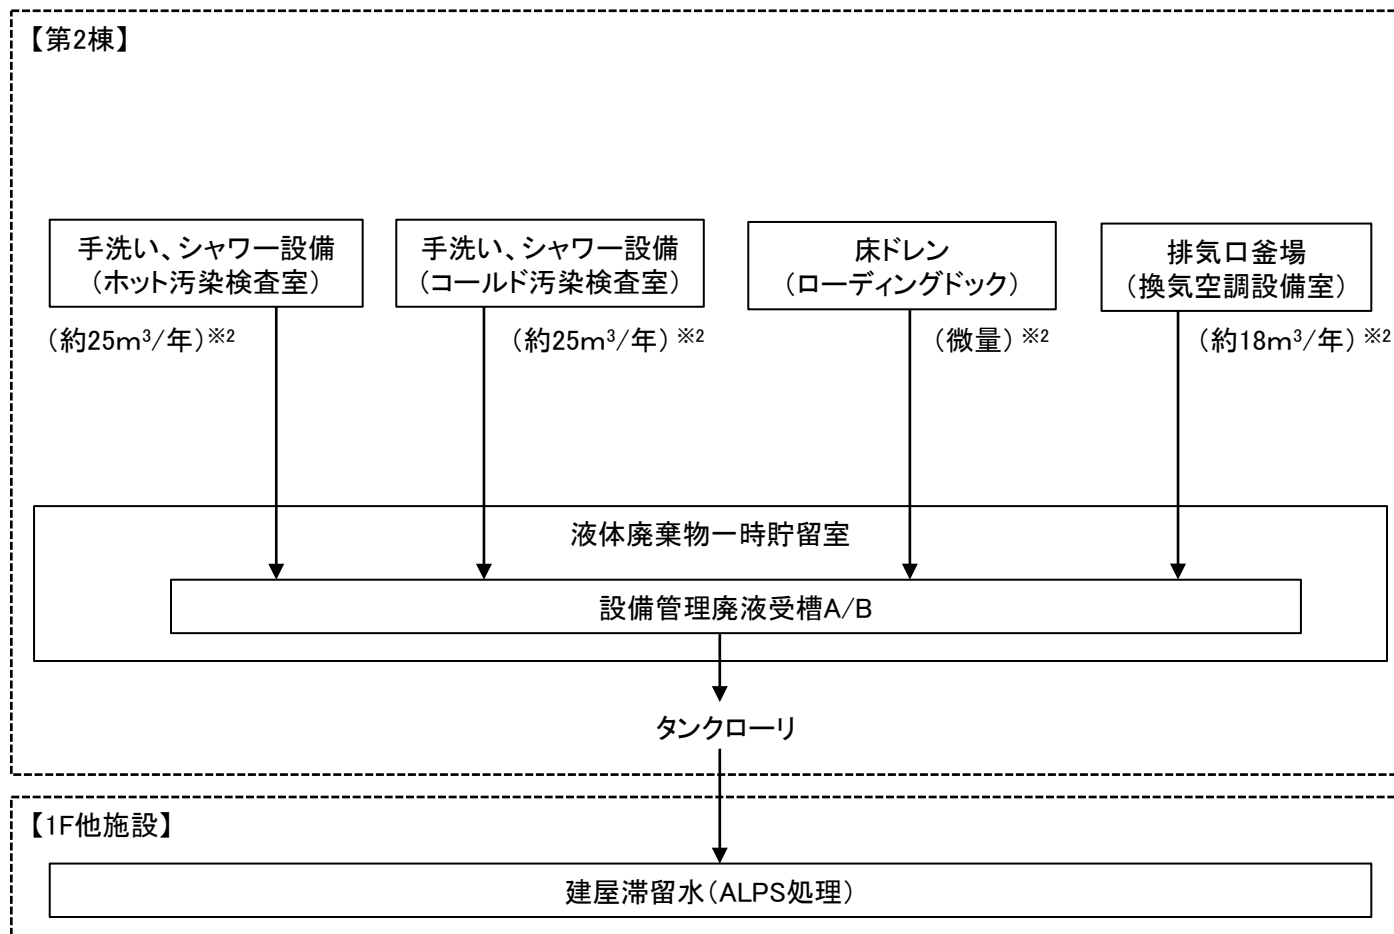 【第2棟】
手洗い、シャワー設備
（ホット汚染検査室）
手洗い、シャワー設備
（コールド汚染検査室）
床ドレン
（ローディングドック）
排気口釜場
（換気空調設備室）
（約25m³/年）※2
（約25m³/年）※2
（微量）※2
（約18m³/年）※2
液体廃棄物一時貯留室
設備管理廃液受槽A/B
タンクローリ
【1F他施設】
建屋滞留水（ALPS処理）